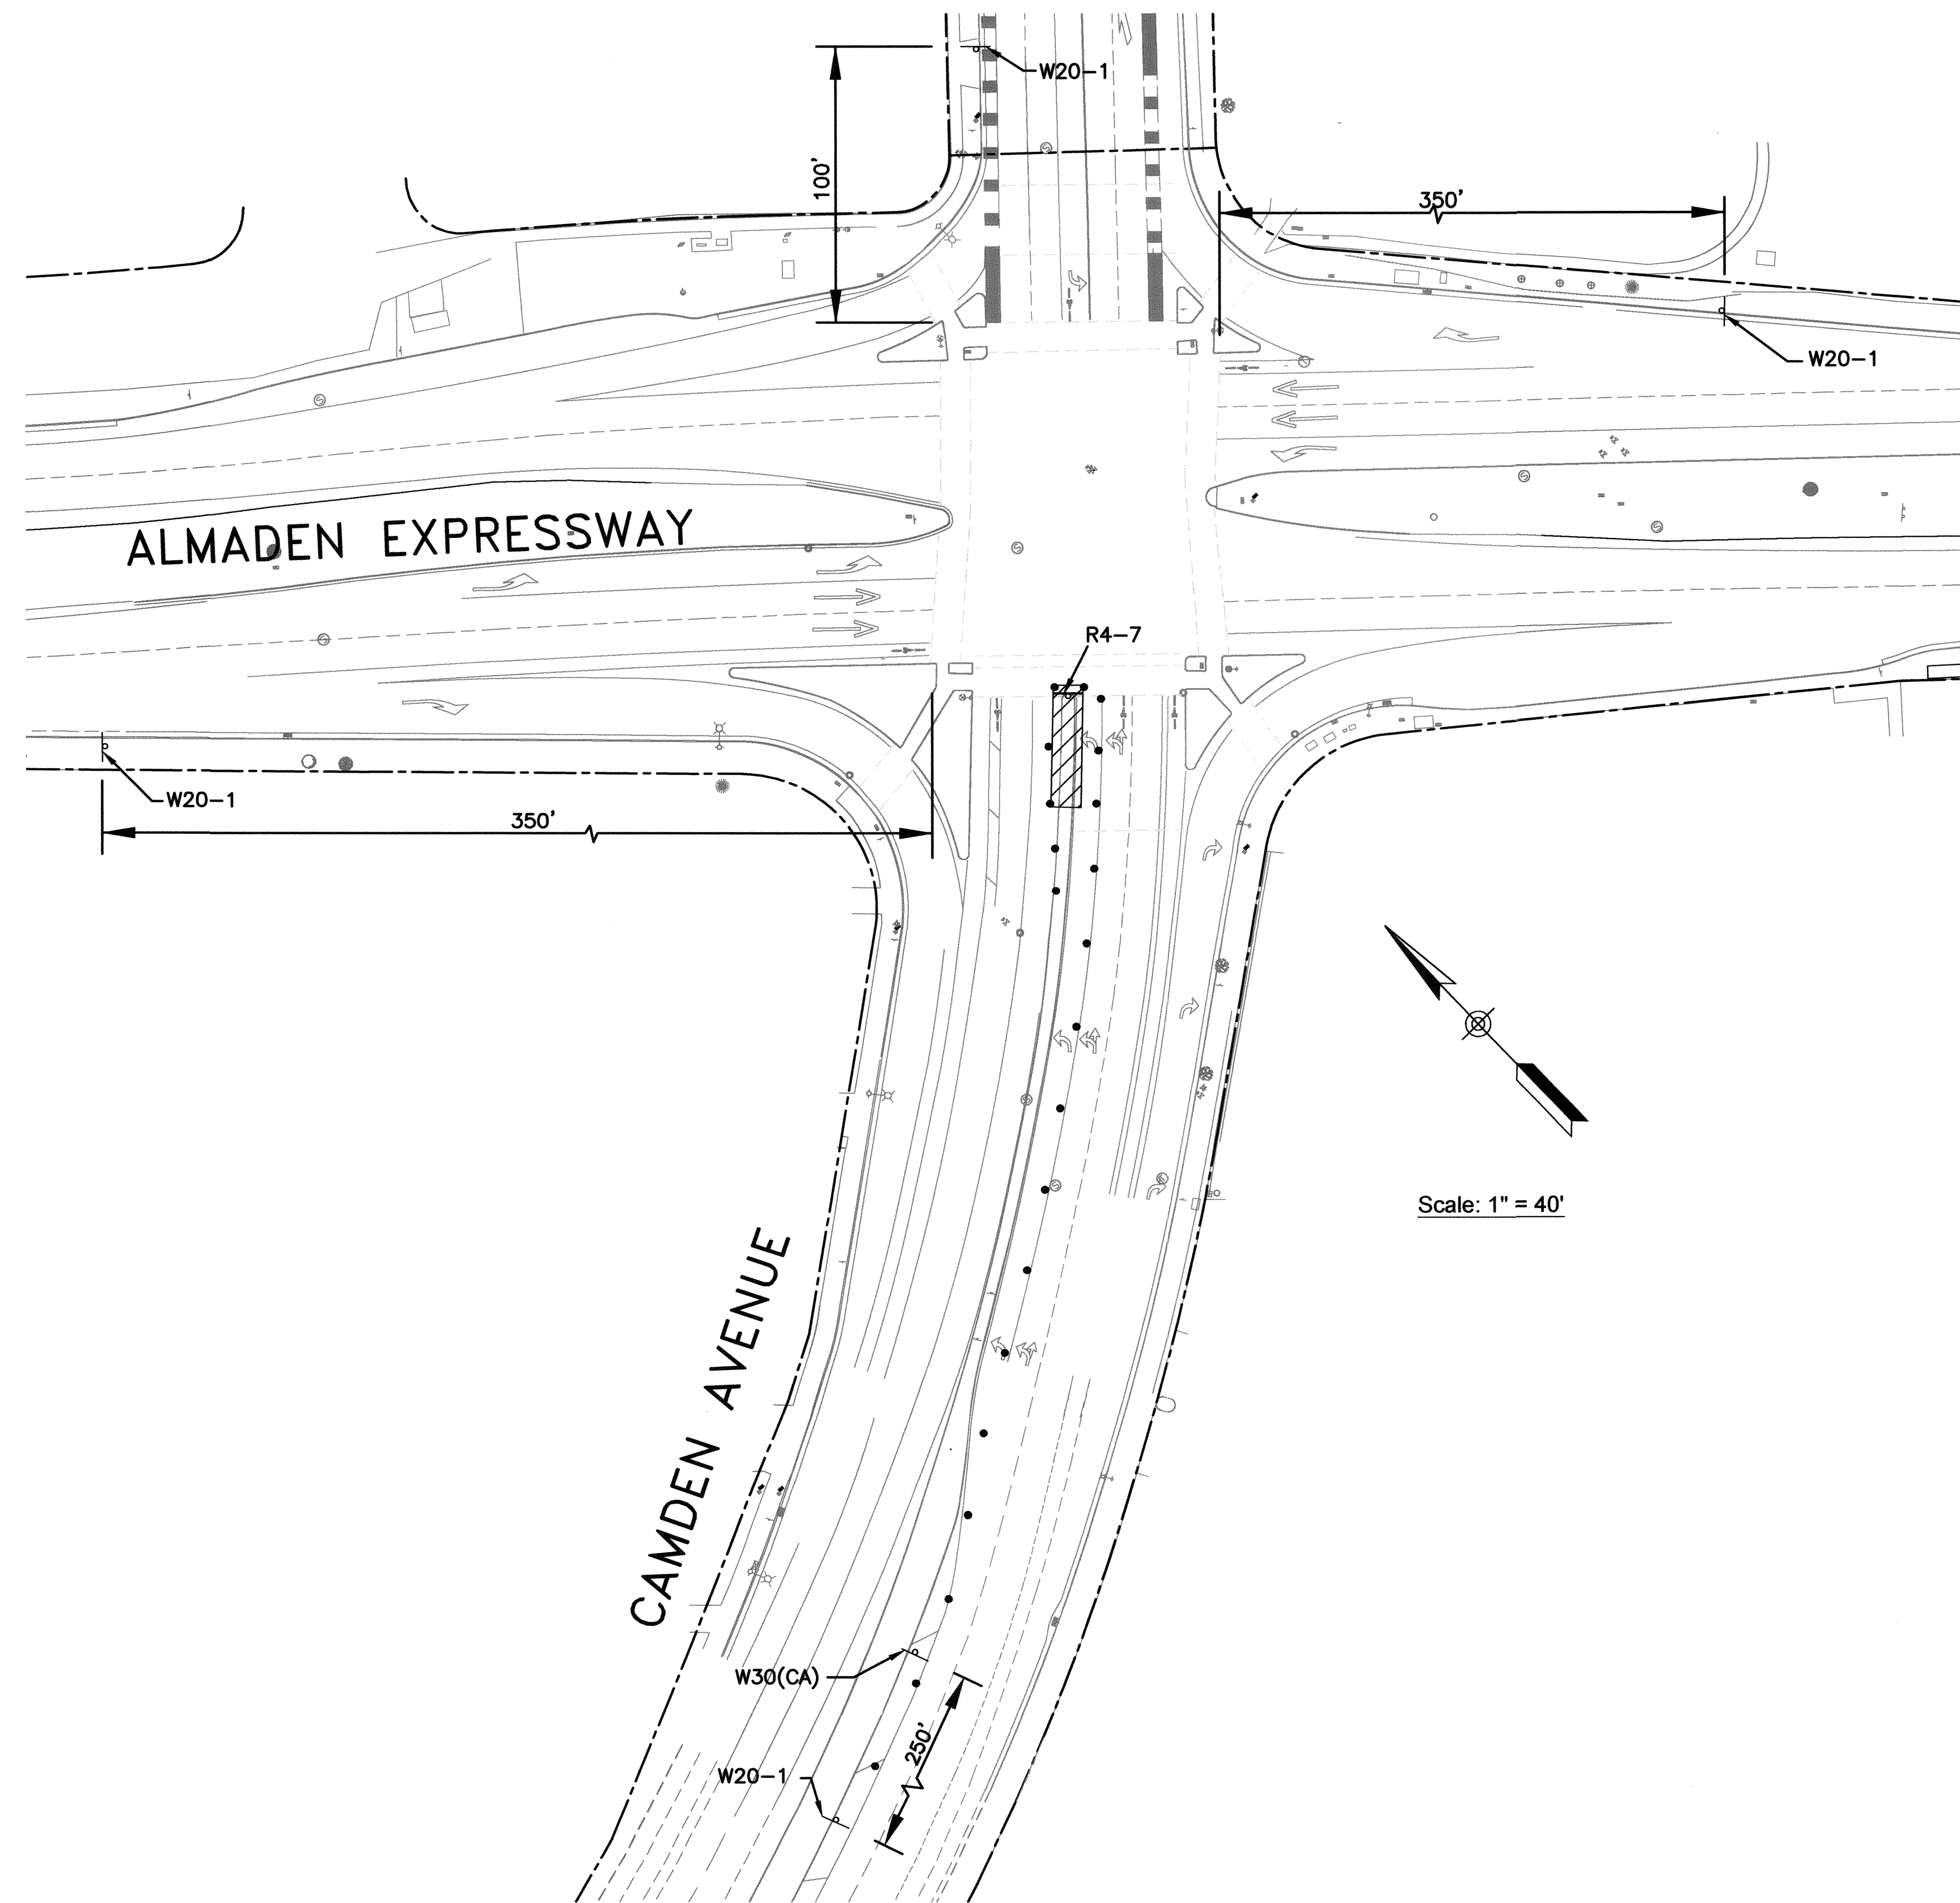 W20-1
100'
350'
W20-1
ALMADEN EXPRESSWAY
R4-7
W20-1
350'
Scale: 1" = 40'
CAMDEN AVENUE
W30(CA)
250'
W20-1